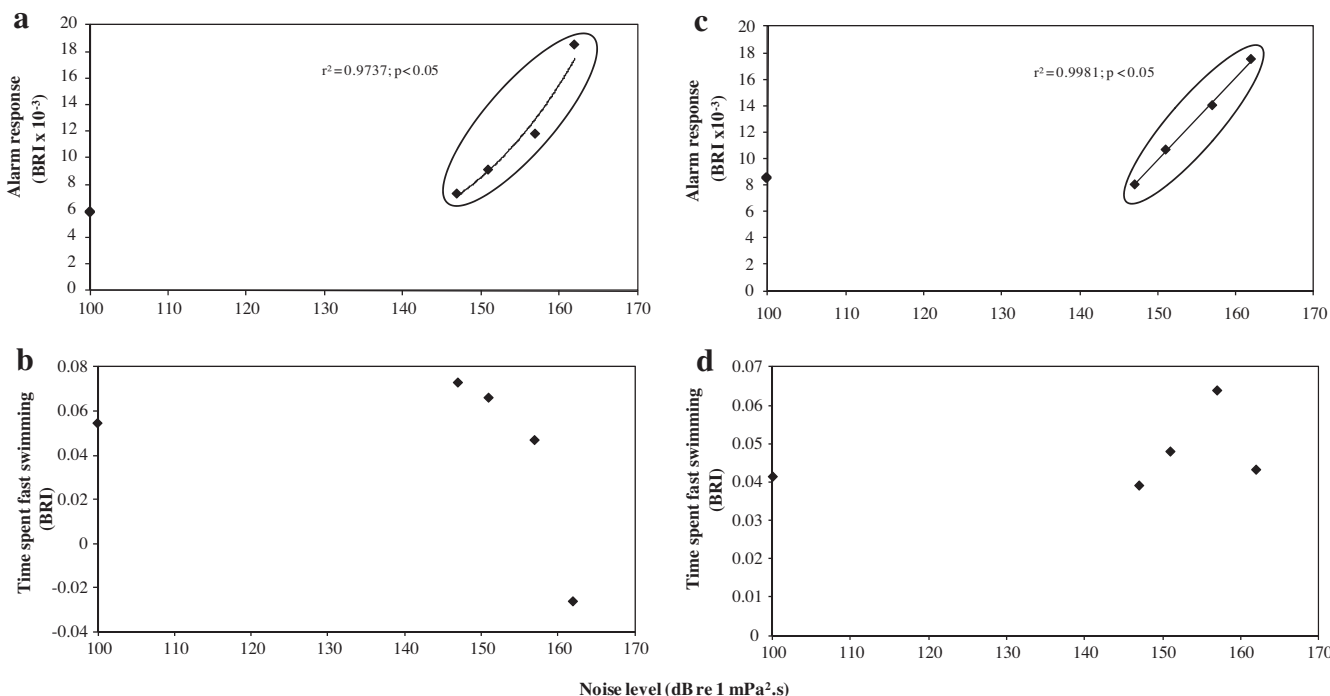 a
20
18
16
14
12
10
8
6
4
2
0
Alarm response
(BRI x 10⁻³)
r²=0.9737; p<0.05
100 110 120 130 140 150 160 170
c
20
18
16
14
12
10
8
6
4
2
0
Alarm response
(BRI x10⁻³)
r²=0.9981; p<0.05
100 110 120 130 140 150 160 170
b
0.08
0.06
0.04
0.02
0
-0.02
-0.04
Time spent fast swimming
(BRI)
100 110 120 130 140 150 160 170
d
0.07
0.06
0.05
0.04
0.03
0.02
0.01
0
Time spent fast swimming
(BRI)
100 110 120 130 140 150 160 170
Noise level (dB re 1 mPa².s)